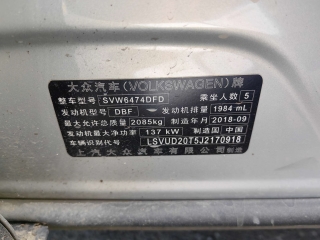 大众汽车(VOLKSWAGEN)牌
整车型号 SVW6474DFD 乘坐人数 5
发动机型号 DBF 发动机排量 1984 mL
最大允许总质量 2085kg 制造年月 2018-09
发动机最大净功率 137 kW 制造国 中国
车辆识别代号 LSVUD20T5J2170918
上汽大众汽车有限公司制造